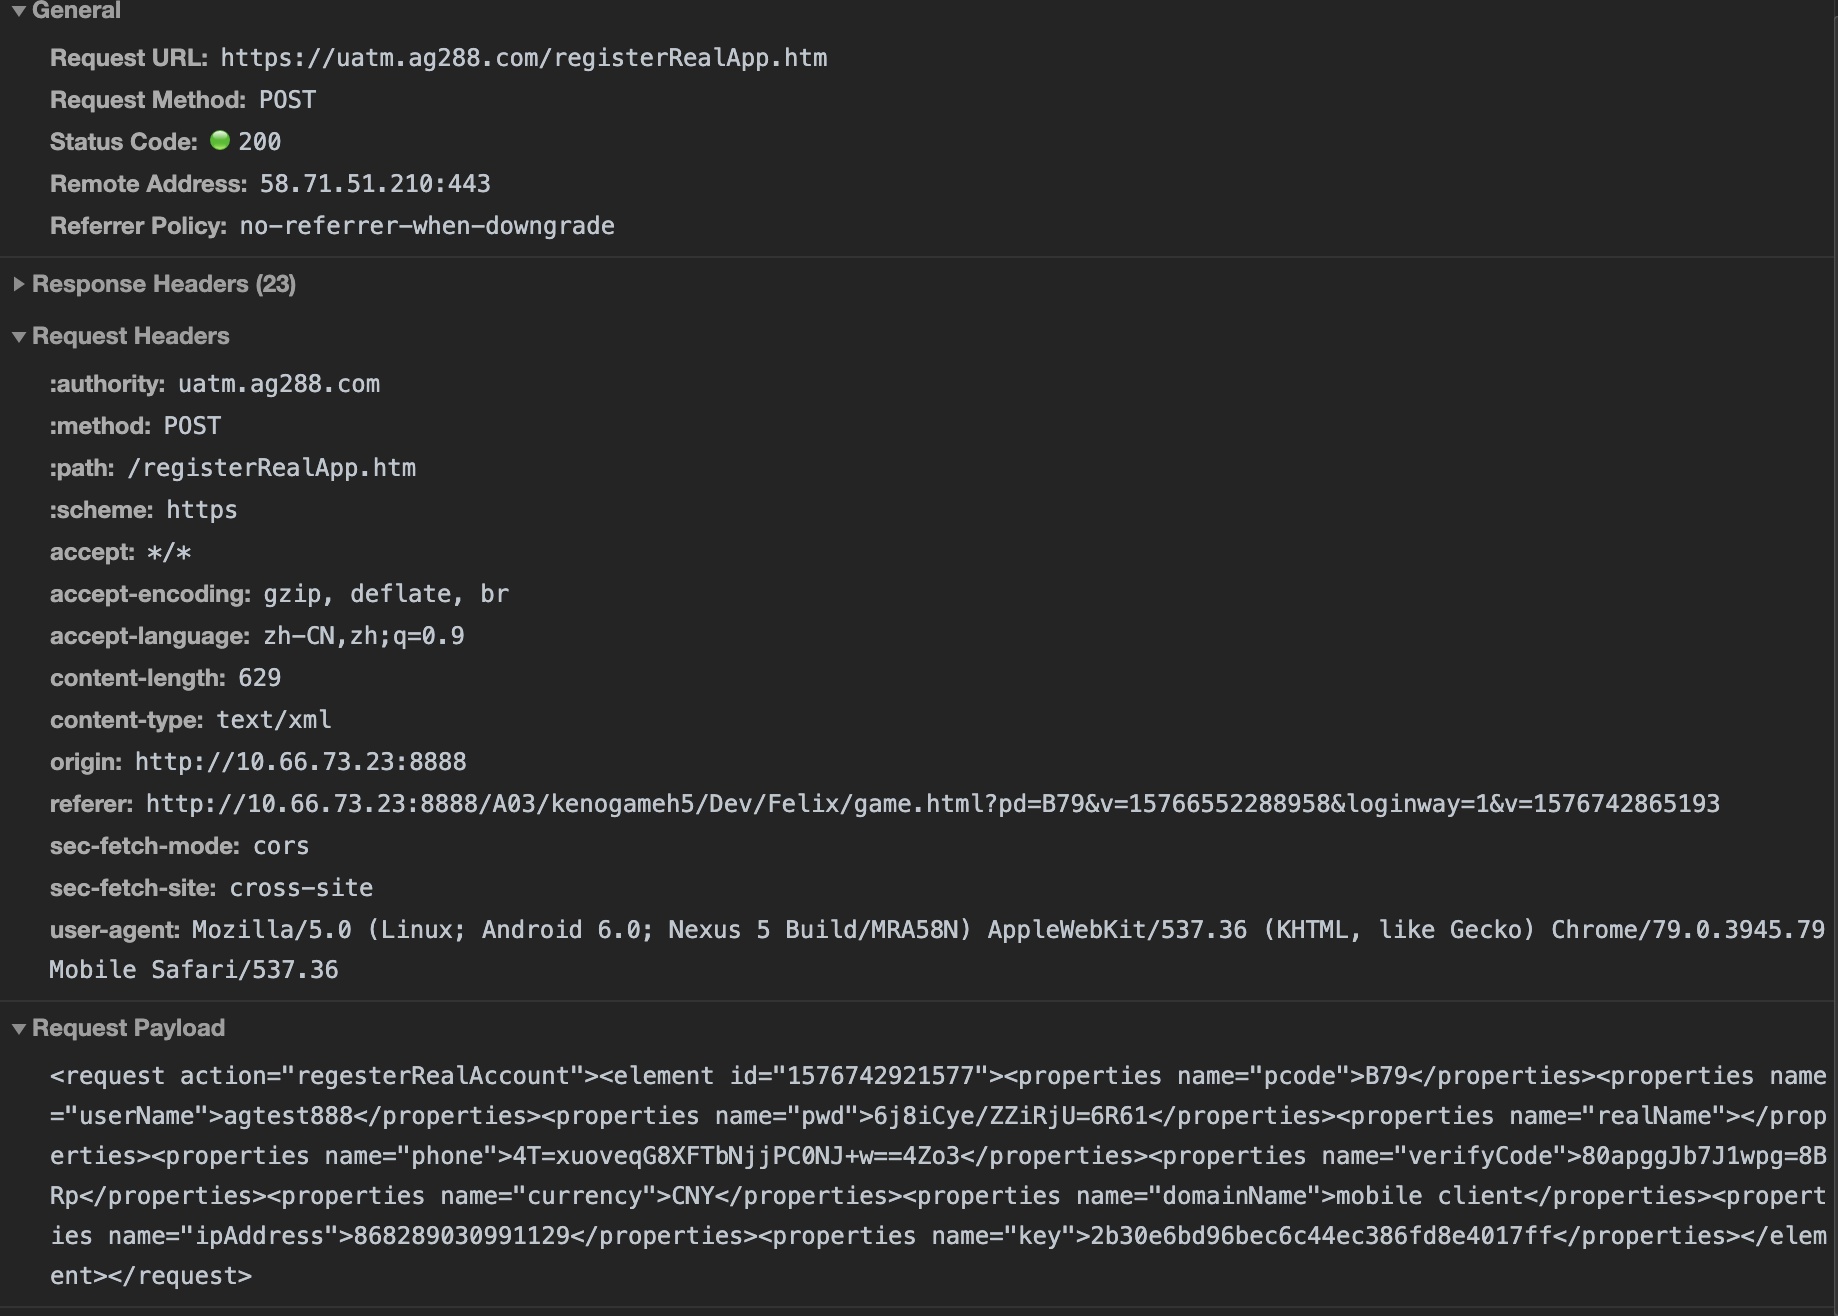 General
Request URL: https://uatm.ag288.com/registerRealApp.htm
Request Method: POST
Status Code: 200
Remote Address: 58.71.51.210:443
Referrer Policy: no-referrer-when-downgrade
Response Headers (23)
Request Headers
:authority: uatm.ag288.com
:method: POST
:path: /registerRealApp.htm
:scheme: https
accept: */*
accept-encoding: gzip, deflate, br
accept-language: zh-CN,zh;q=0.9
content-length: 629
content-type: text/xml
origin: http://10.66.73.23:8888
referer: http://10.66.73.23:8888/A03/kenogameh5/Dev/Felix/game.html?pd=B79&v=15766552288958&loginway=1&v=1576742865193
sec-fetch-mode: cors
sec-fetch-site: cross-site
user-agent: Mozilla/5.0 (Linux; Android 6.0; Nexus 5 Build/MRA58N) AppleWebKit/537.36 (KHTML, like Gecko) Chrome/79.0.3945.79
Mobile Safari/537.36
Request Payload
<request action="regesterRealAccount"><element id="1576742921577"><properties name="pcode">B79</properties><properties name
="userName">agtest888</properties><properties name="pwd">6j8iCye/ZZiRjU=6R61</properties><properties name="realName"></prop
erties><properties name="phone">4T=xuoveqG8XFTbNjjPC0NJ+w==4Zo3</properties><properties name="verifyCode">80apggJb7J1wpg=8B
Rp</properties><properties name="currency">CNY</properties><properties name="domainName">mobile client</properties><propert
ies name="ipAddress">868289030991129</properties><properties name="key">2b30e6bd96bec6c44ec386fd8e4017ff</properties></elem
ent></request>